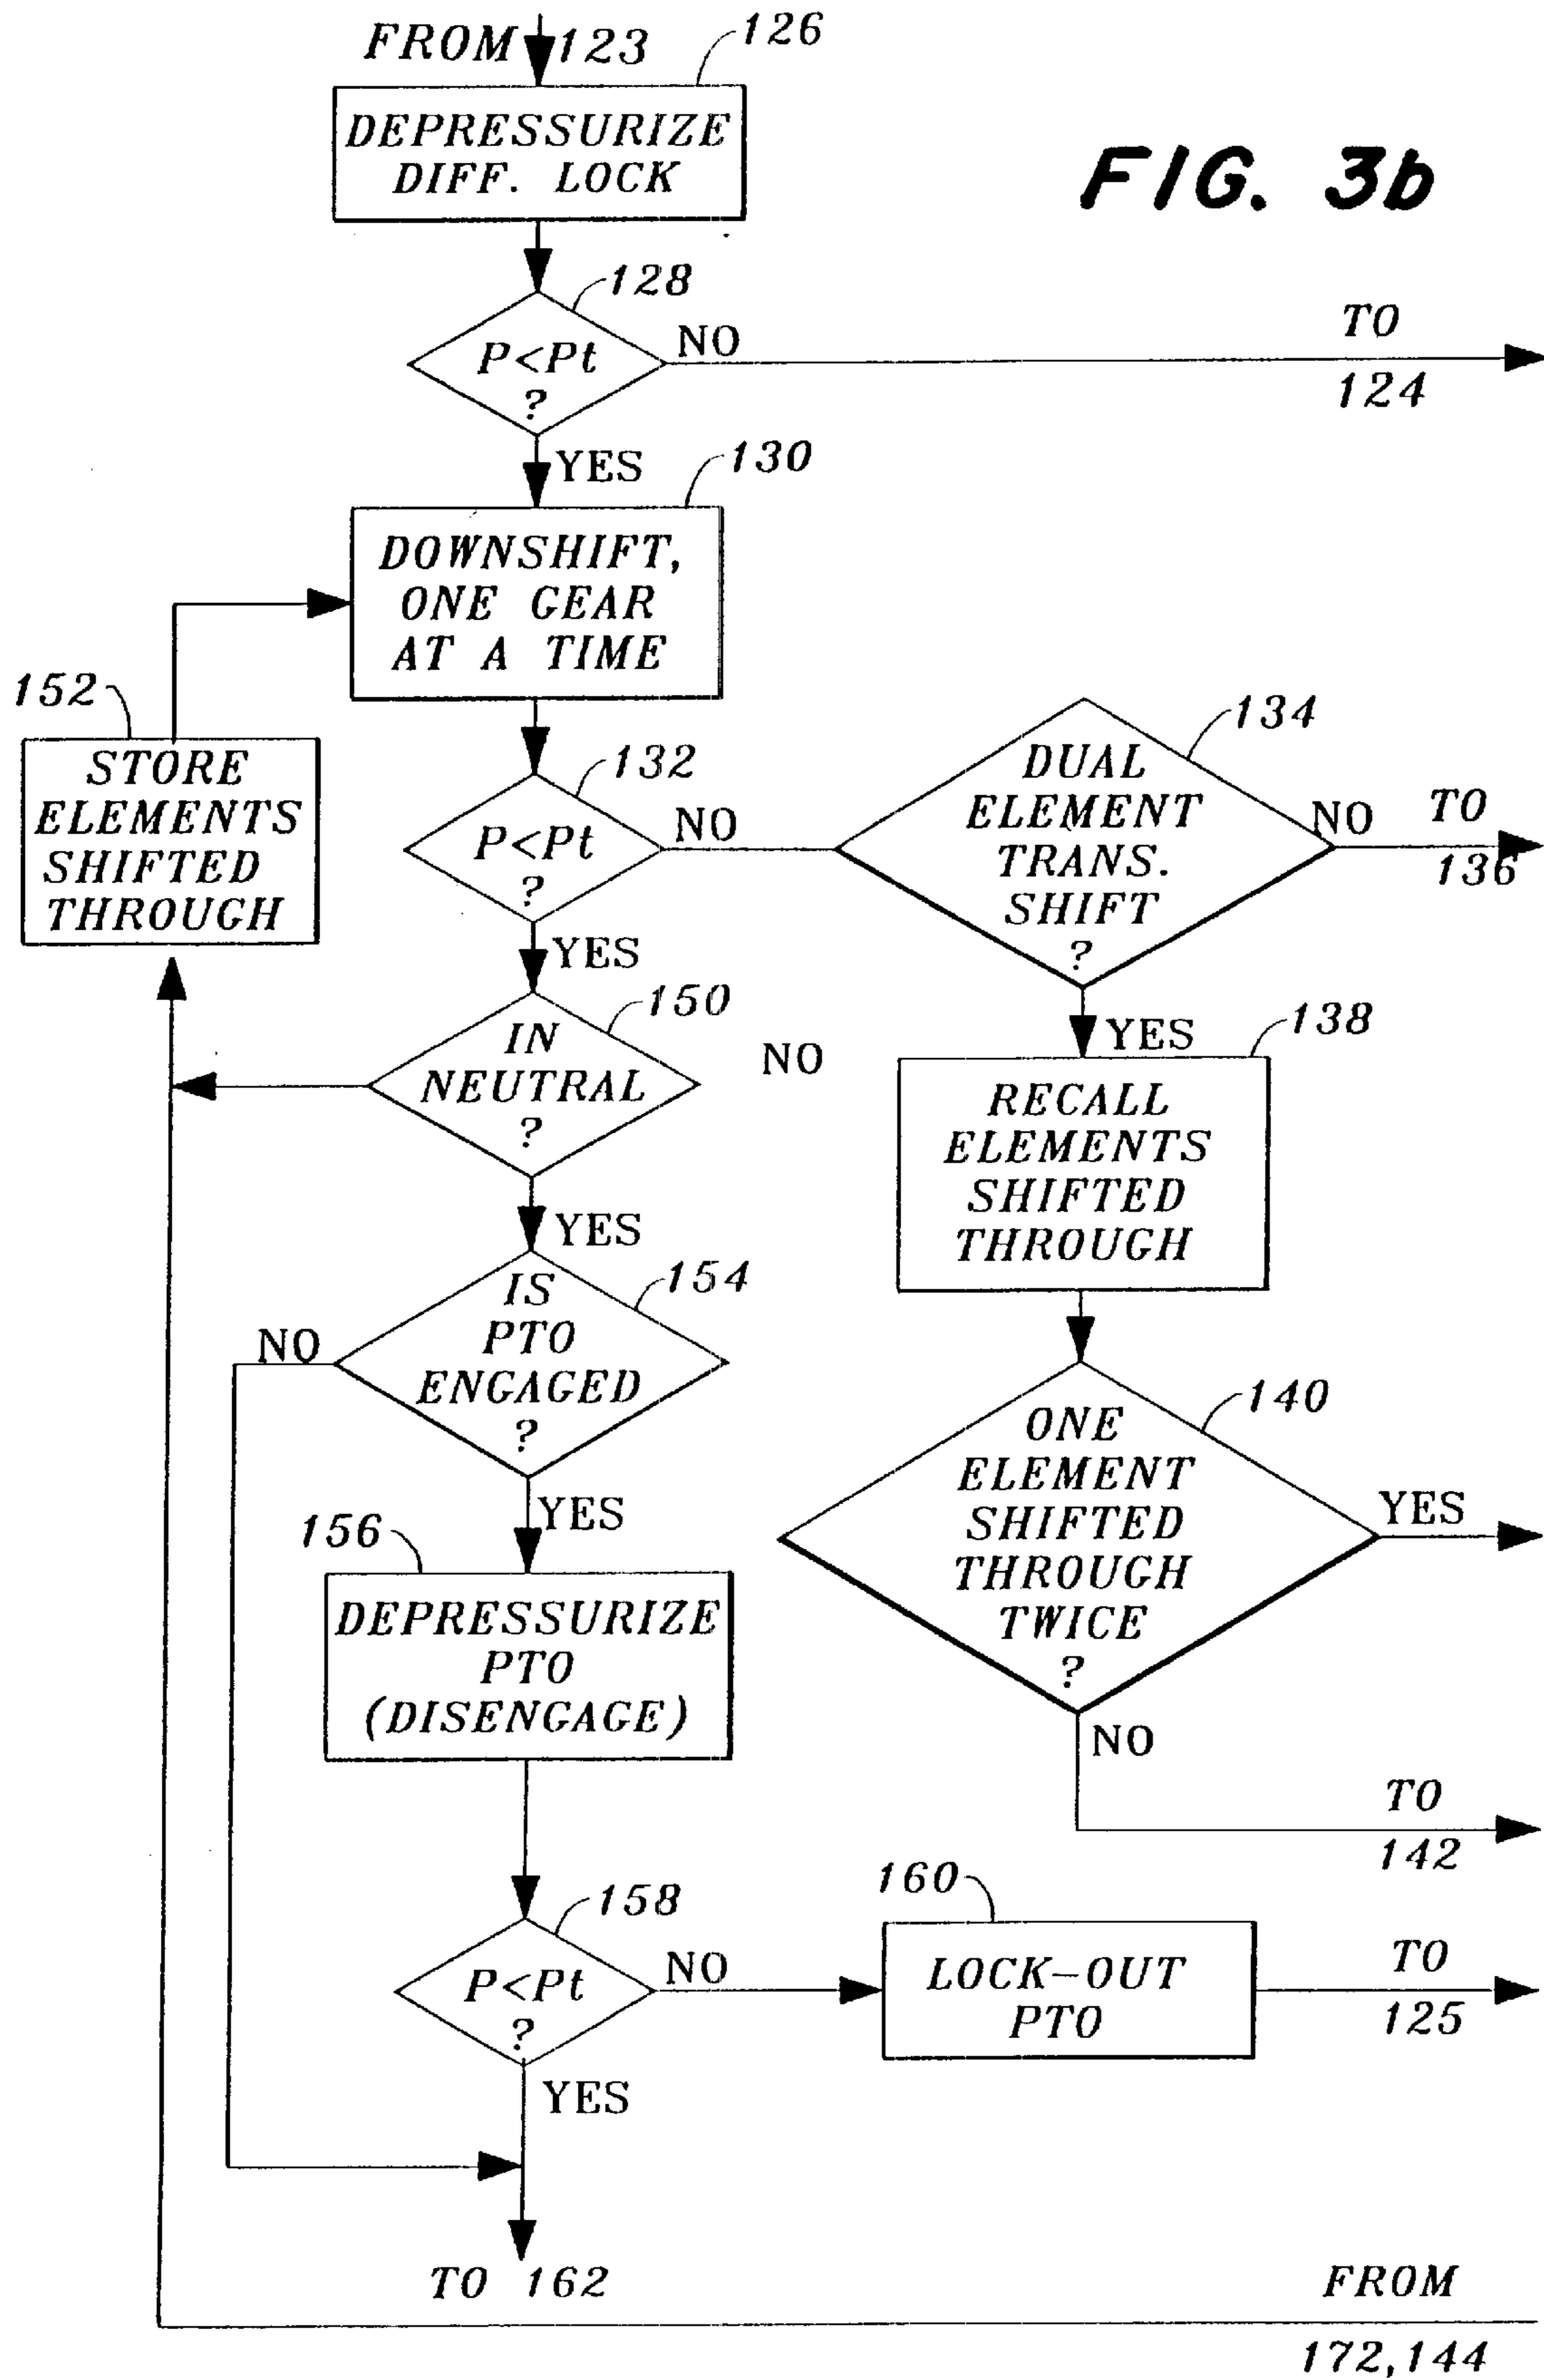 FROM 123
126
DEPRESSURIZE
DIFF. LOCK
FIG. 3b
128
P<Pt
?
NO
TO
124
YES
130
DOWNSHIFT,
ONE GEAR
AT A TIME
152
STORE
ELEMENTS
SHIFTED
THROUGH
132
P<Pt
?
NO
134
DUAL
ELEMENT
TRANS.
SHIFT
?
NO
TO
136
YES
150
IN
NEUTRAL
?
NO
YES
138
RECALL
ELEMENTS
SHIFTED
THROUGH
YES
154
IS
PTO
ENGAGED
?
NO
140
ONE
ELEMENT
SHIFTED
THROUGH
TWICE
?
YES
YES
156
DEPRESSURIZE
PTO
(DISENGAGE)
NO
TO
142
158
P<Pt
?
NO
160
LOCK-OUT
PTO
TO
125
YES
TO 162
FROM
172,144